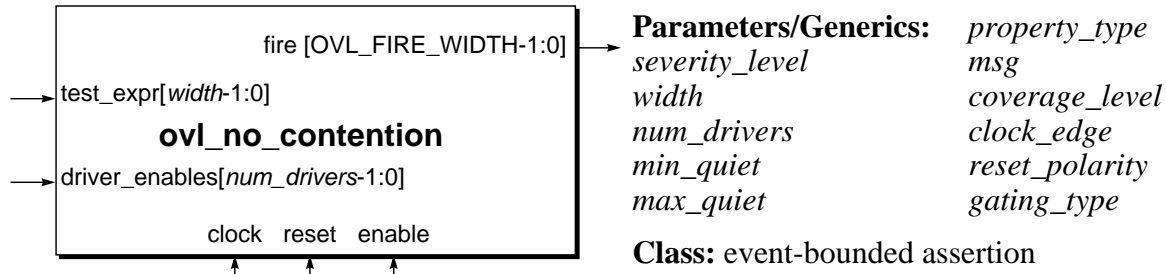 fire [OVL_FIRE_WIDTH-1:0]
test_expr[width-1:0]
ovl_no_contention
driver_enables[num_drivers-1:0]
clock reset enable
Parameters/Generics: property_type
severity_level msg
width coverage_level
num_drivers clock_edge
min_quiet reset_polarity
max_quiet gating_type
Class: event-bounded assertion